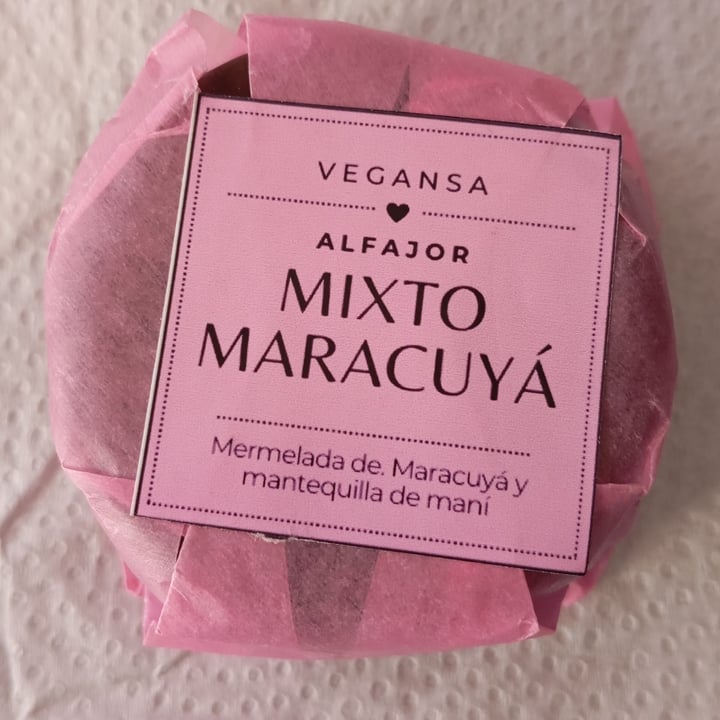 VEGANSA
ALFAJOR
MIXTO
MARACUYÁ
Mermelada de. Maracuyá y
mantequilla de maní